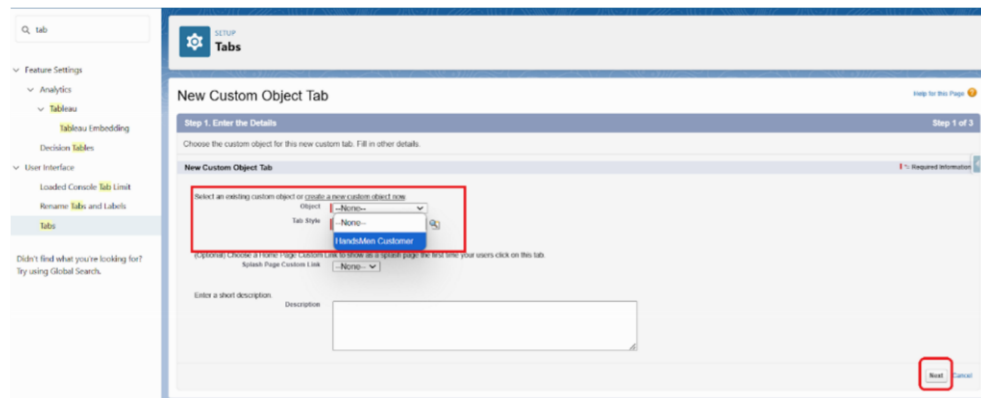 tab
Feature Settings
Analytics
Tableau
Tableau Embedding
Decision Tables
User Interface
Loaded Console Tab Limit
Rename Tabs and Labels
Tabs
Didn't find what you're looking for?
Try using Global Search.
SETUP
Tabs
New Custom Object Tab
Help for this Page
Step 1. Enter the Details
Step 1 of 3
Choose the custom object for this new custom tab. Fill in other details.
New Custom Object Tab
= Required Information
Select an existing custom object or create a new custom object now.
Object --None--
Tab Style --None--
HandsMen Customer
(Optional) Choose a Home Page Custom Link to show as a splash page the first time your users click on this tab.
Splash Page Custom Link --None--
Enter a short description.
Description
Next Cancel